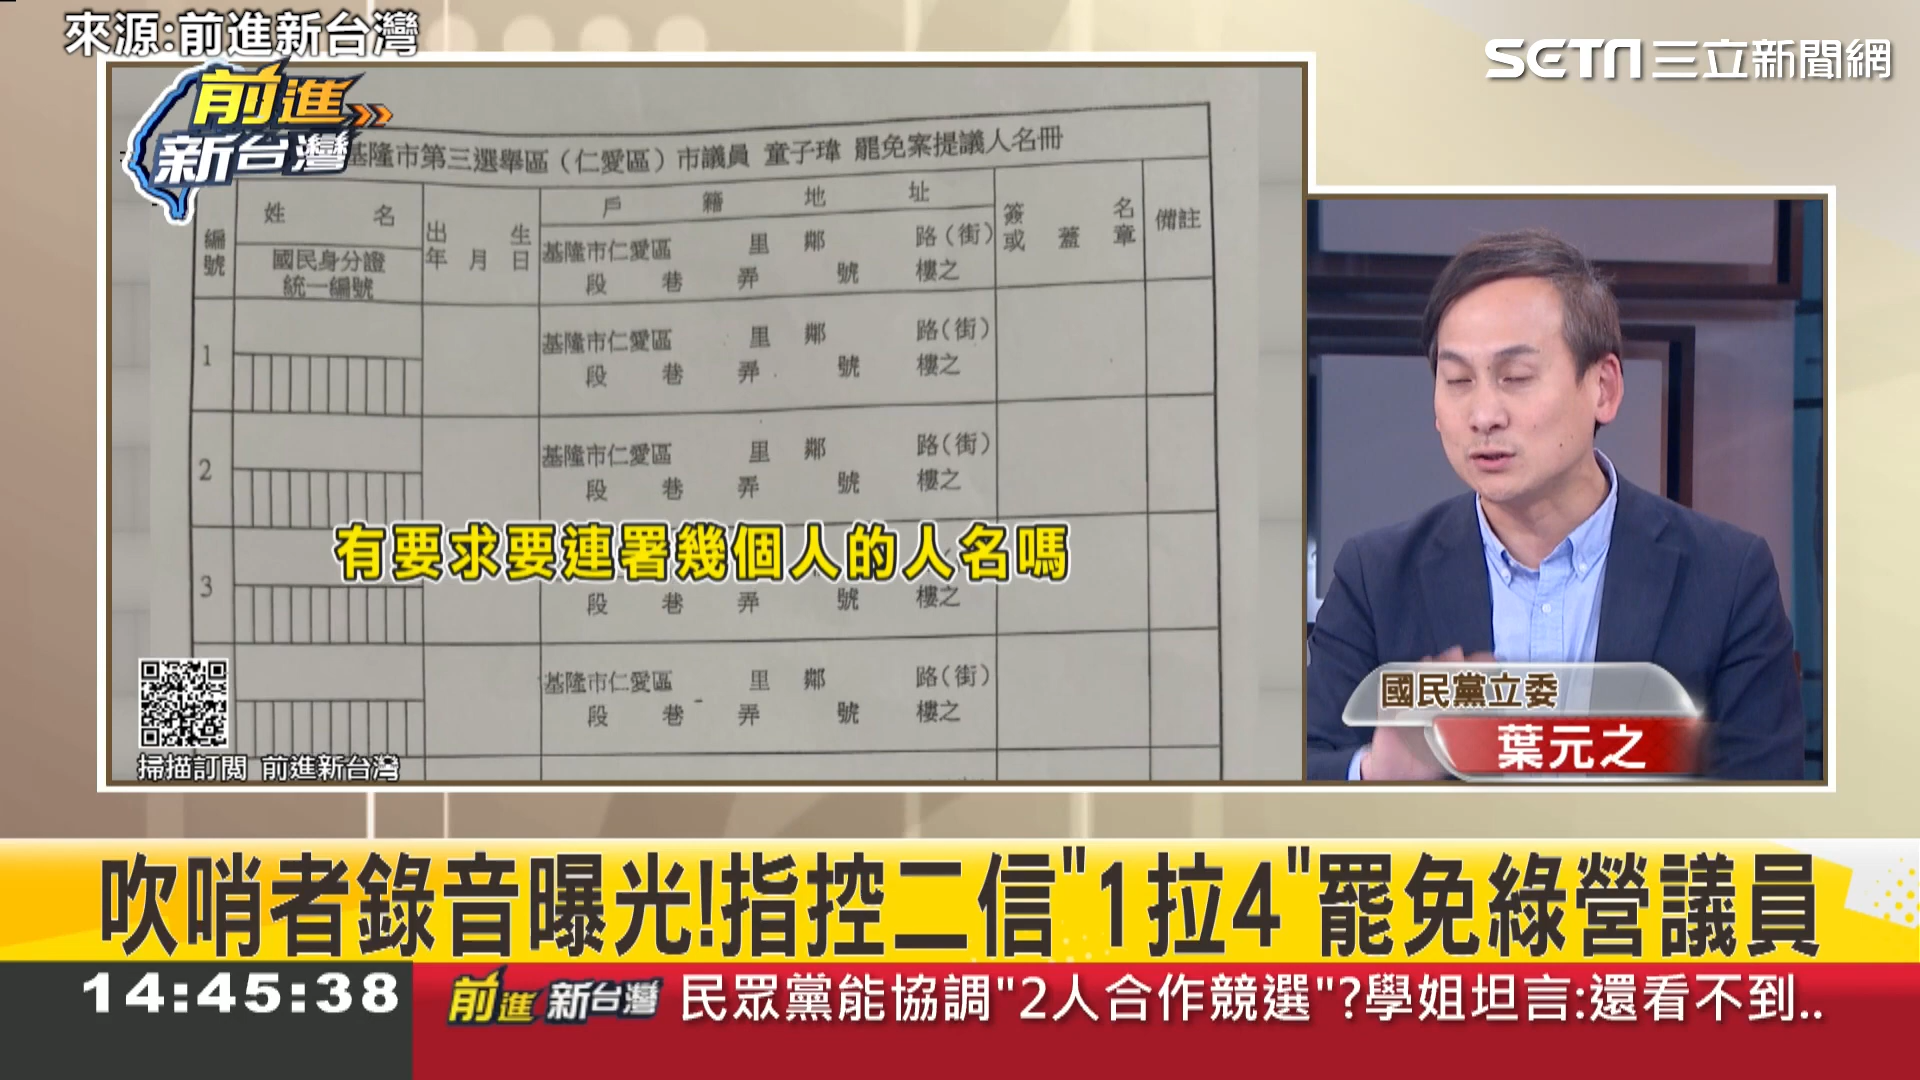 來源:前進新台灣
SETN三立新聞網
前進
新台灣
基隆市第三選舉區（仁愛區）市議員 童子瑋 罷免案提議人名冊
編號
姓 名
國民身分證
統一編號
出 生
年 月 日
戶 籍 地 址
基隆市仁愛區 里 鄰 路（街）
段 巷 弄 號 樓之
簽 名
或 蓋 章
備註
1
基隆市仁愛區 里 鄰 路（街）
段 巷 弄 號 樓之
2
基隆市仁愛區 里 鄰 路（街）
段 巷 弄 號 樓之
有要求要連署幾個人的人名嗎
3
段 巷 弄 號 樓之
基隆市仁愛區 里 鄰 路（街）
段 巷 弄 號 樓之
掃描訂閱 前進新台灣
國民黨立委
葉元之
吹哨者錄音曝光!指控二信"1拉4"罷免綠營議員
14:45:38
前進新台灣 民眾黨能協調"2人合作競選"?學姐坦言:還看不到..